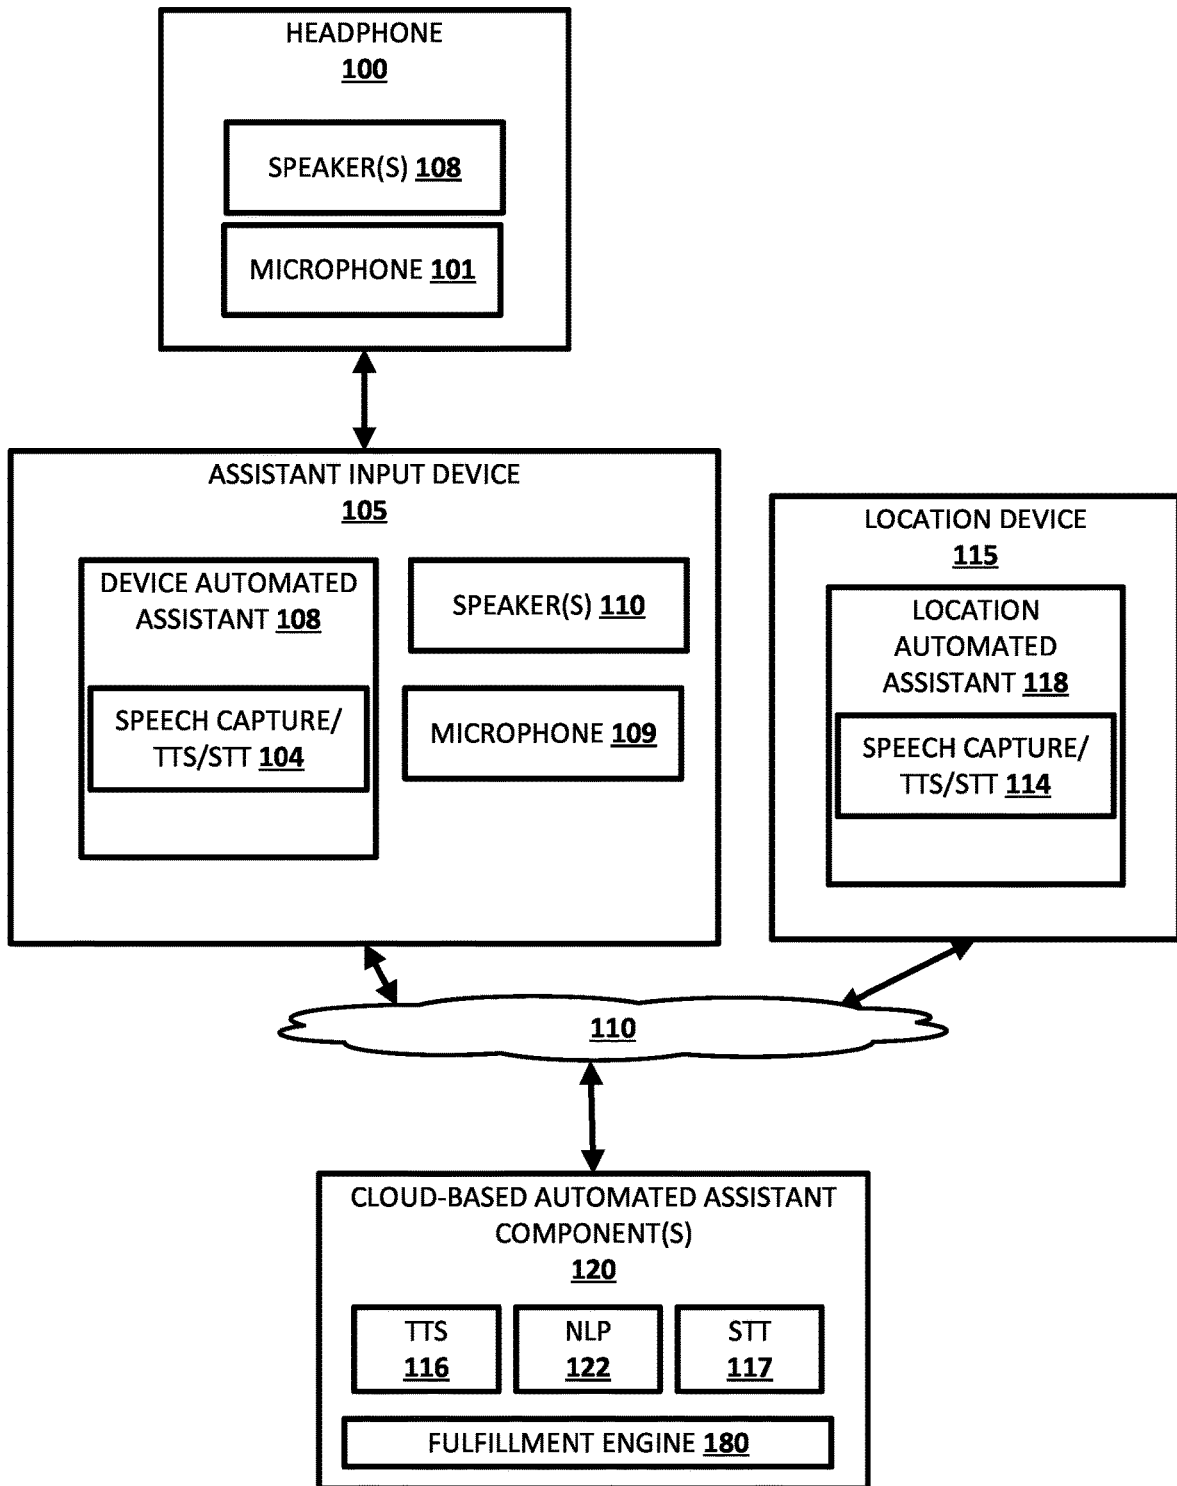 HEADPHONE
100
SPEAKER(S) 108
MICROPHONE 101
ASSISTANT INPUT DEVICE
105
DEVICE AUTOMATED
ASSISTANT 108
SPEECH CAPTURE/
TTS/STT 104
SPEAKER(S) 110
MICROPHONE 109
LOCATION DEVICE
115
LOCATION
AUTOMATED
ASSISTANT 118
SPEECH CAPTURE/
TTS/STT 114
110
CLOUD-BASED AUTOMATED ASSISTANT
COMPONENT(S)
120
TTS
116
NLP
122
STT
117
FULFILLMENT ENGINE 180